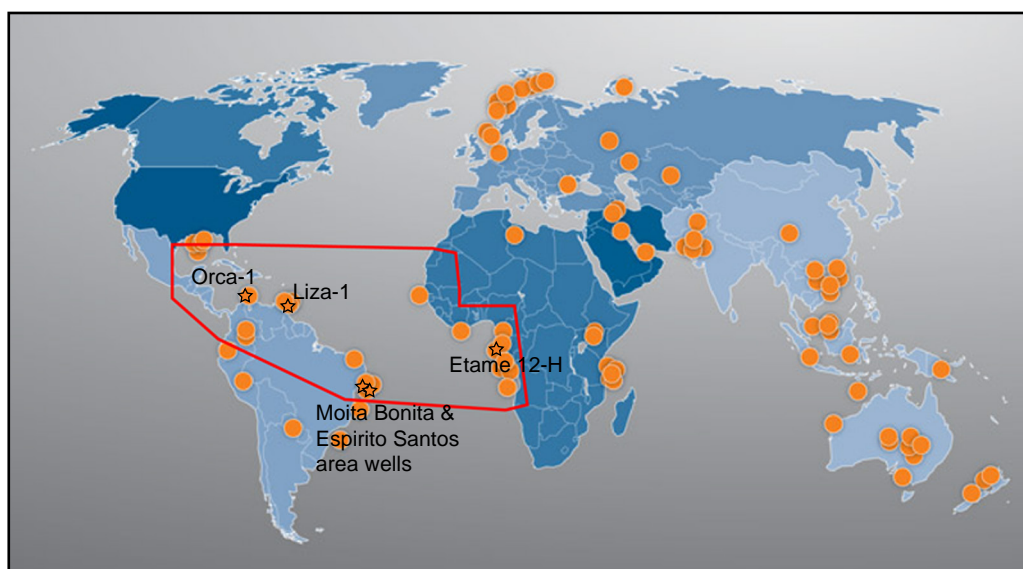 Orca-1
Liza-1
Etame 12-H
Moita Bonita &
Espirito Santos
area wells